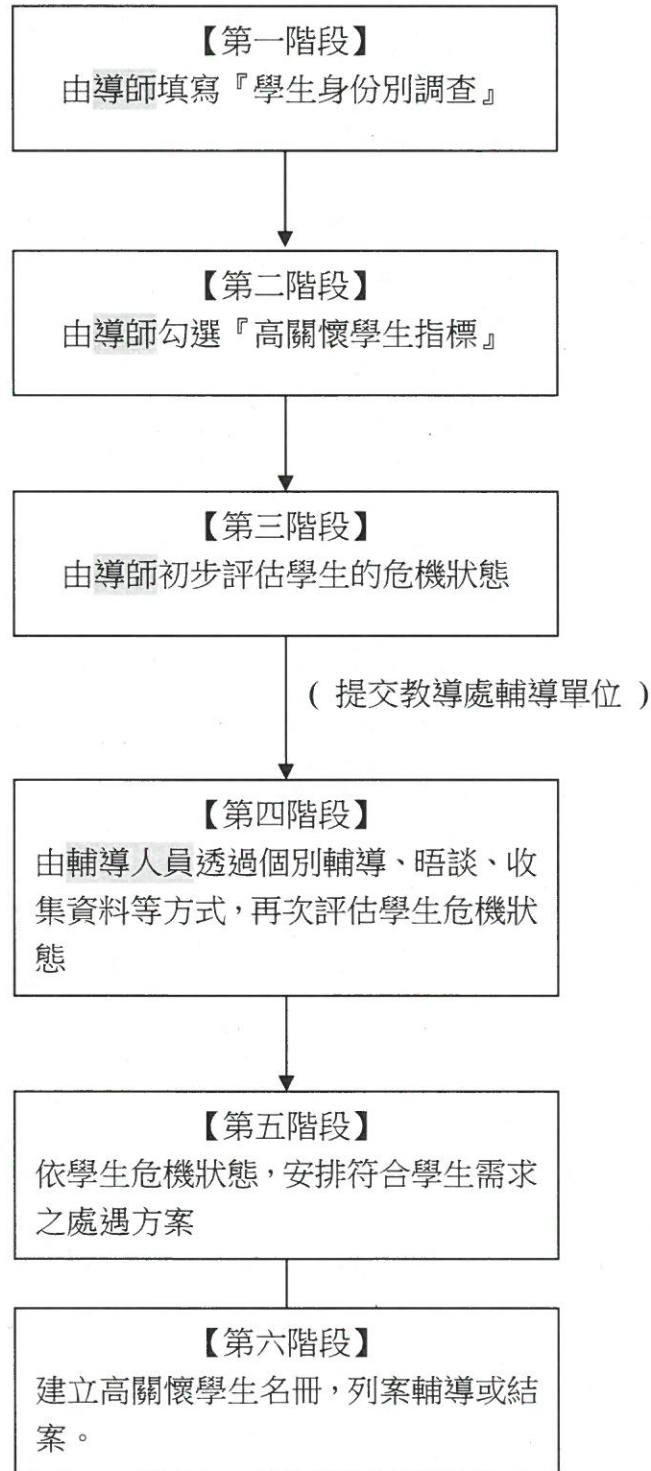 【第一階段】
由導師填寫『學生身份別調查』
【第二階段】
由導師勾選『高關懷學生指標』
【第三階段】
由導師初步評估學生的危機狀態
( 提交教導處輔導單位 )
【第四階段】
由輔導人員透過個別輔導、晤談、收
集資料等方式，再次評估學生危機狀
態
【第五階段】
依學生危機狀態，安排符合學生需求
之處遇方案
【第六階段】
建立高關懷學生名冊，列案輔導或結
案。